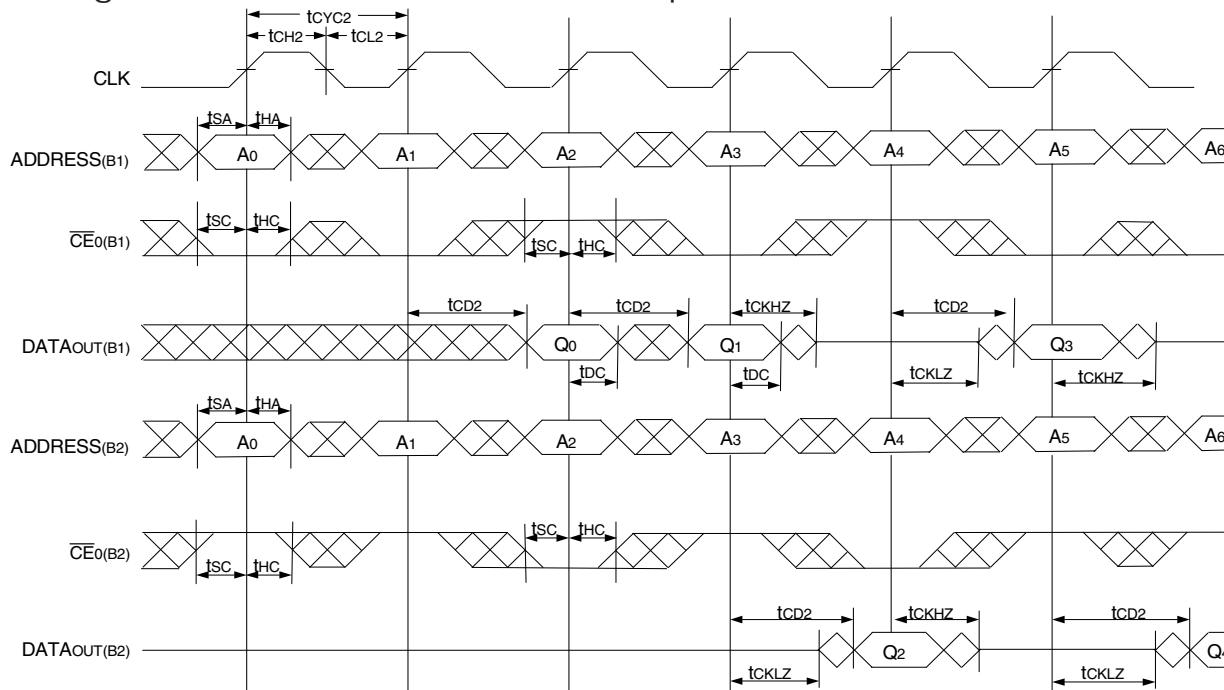 tCYC2
tCH2 tCL2
CLK
tSA tHA
ADDRESS(B1) A0 A1 A2 A3 A4 A5 A6
tSC tHC
CE0(B1) tSC tHC
tCD2 tCD2 tCKHZ tCD2
DATAOUT(B1) Q0 Q1 Q3
tDC tDC tCKLZ tCKHZ
tSA tHA
ADDRESS(B2) A0 A1 A2 A3 A4 A5 A6
tSC tHC
CE0(B2)
tSC tHC
tCD2 tCKHZ tCD2
DATAOUT(B2) Q2 Q4
tCKLZ tCKLZ